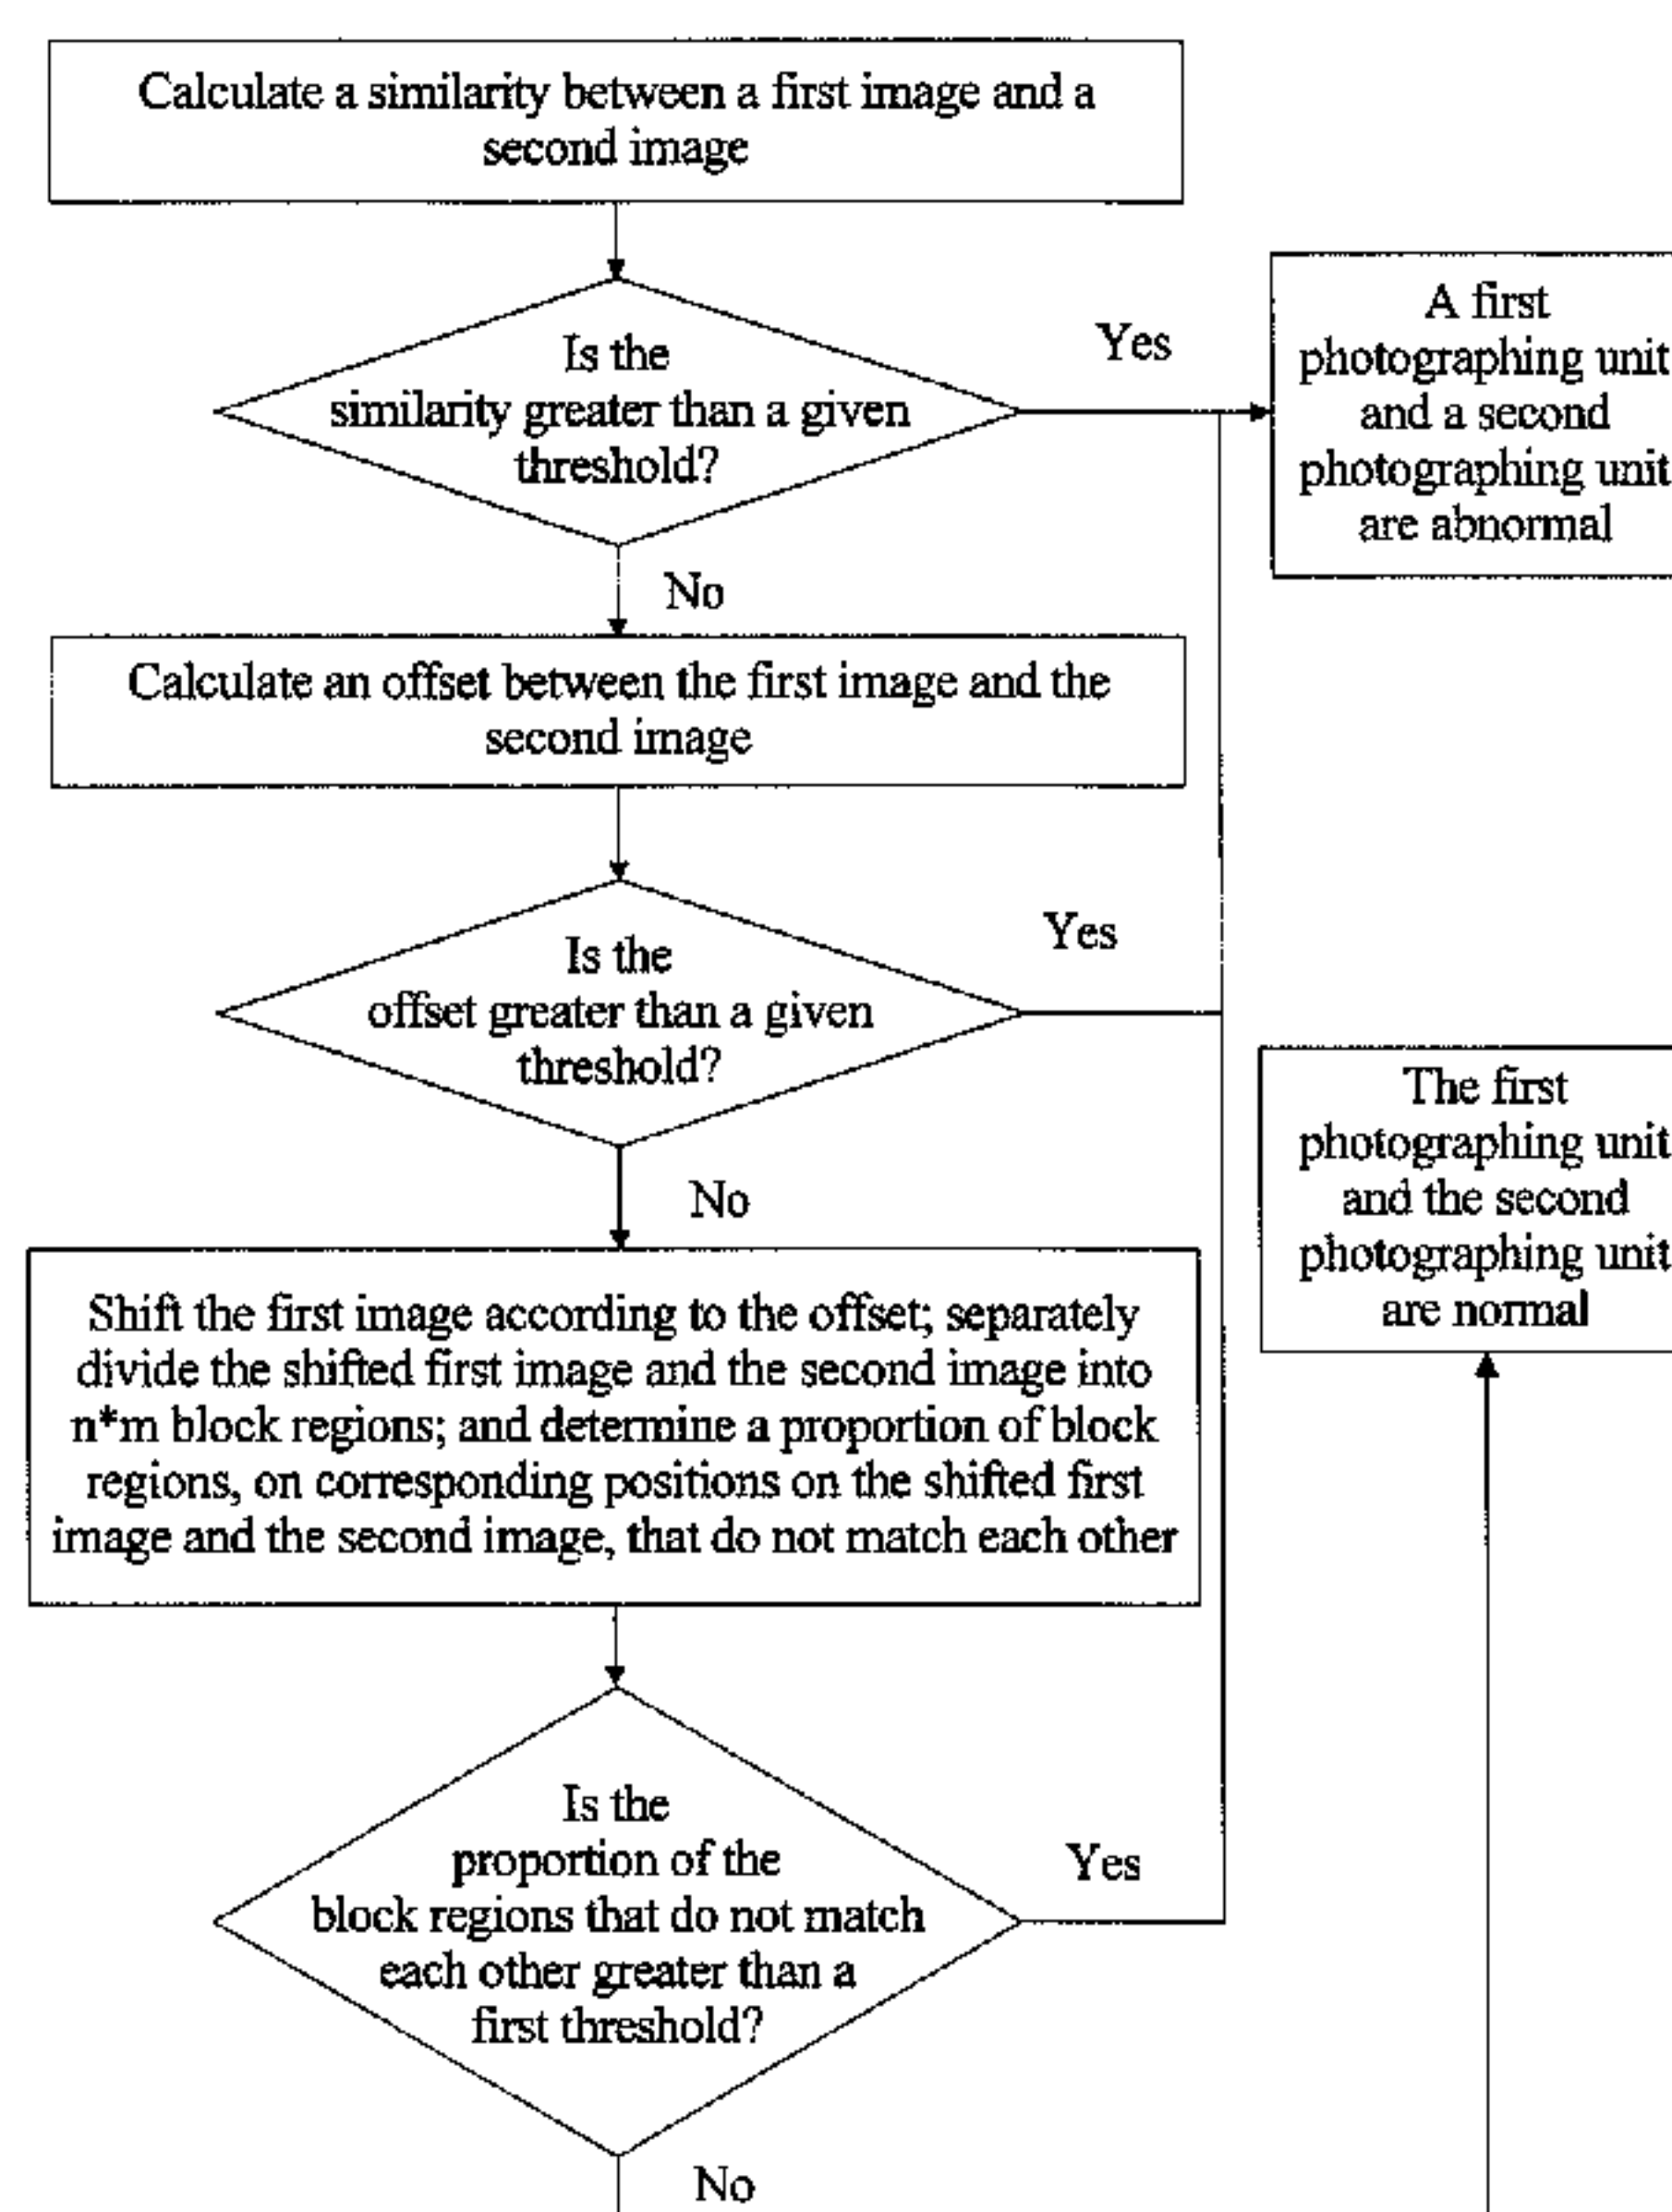 Calculate a similarity between a first image and a
second image
Is the
similarity greater than a given
threshold?
Yes
A first
photographing unit
and a second
photographing unit
are abnormal
No
Calculate an offset between the first image and the
second image
Is the
offset greater than a given
threshold?
Yes
The first
photographing unit
and the second
photographing unit
are normal
No
Shift the first image according to the offset; separately
divide the shifted first image and the second image into
n*m block regions; and determine a proportion of block
regions, on corresponding positions on the shifted first
image and the second image, that do not match each other
Is the
proportion of the
block regions that do not match
each other greater than a
first threshold?
Yes
No